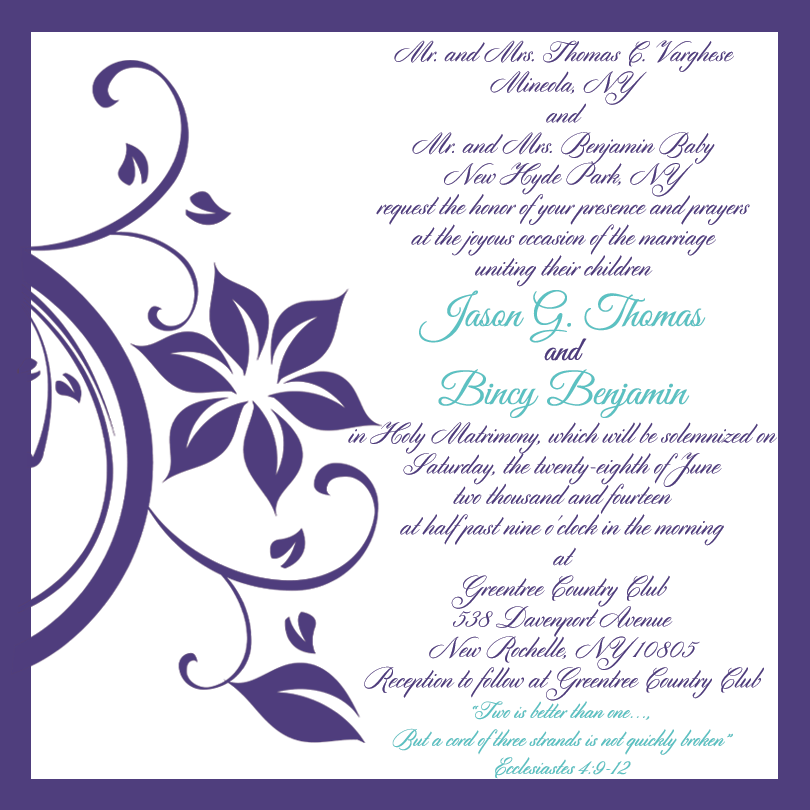 Mr. and Mrs. Thomas C. Varghese
Mineola, NY
and
Mr. and Mrs. Benjamin Baby
New Hyde Park, NY
request the honor of your presence and prayers
at the joyous occasion of the marriage
uniting their children
Jason G. Thomas
and
Bincy Benjamin
in Holy Matrimony, which will be solemnized on
Saturday, the twenty-eighth of June
two thousand and fourteen
at half past nine o'clock in the morning
at
Greentree Country Club
538 Davenport Avenue
New Rochelle, NY 10805
Reception to follow at Greentree Country Club
"Two is better than one…,
But a cord of three strands is not quickly broken"
Ecclesiastes 4:9-12